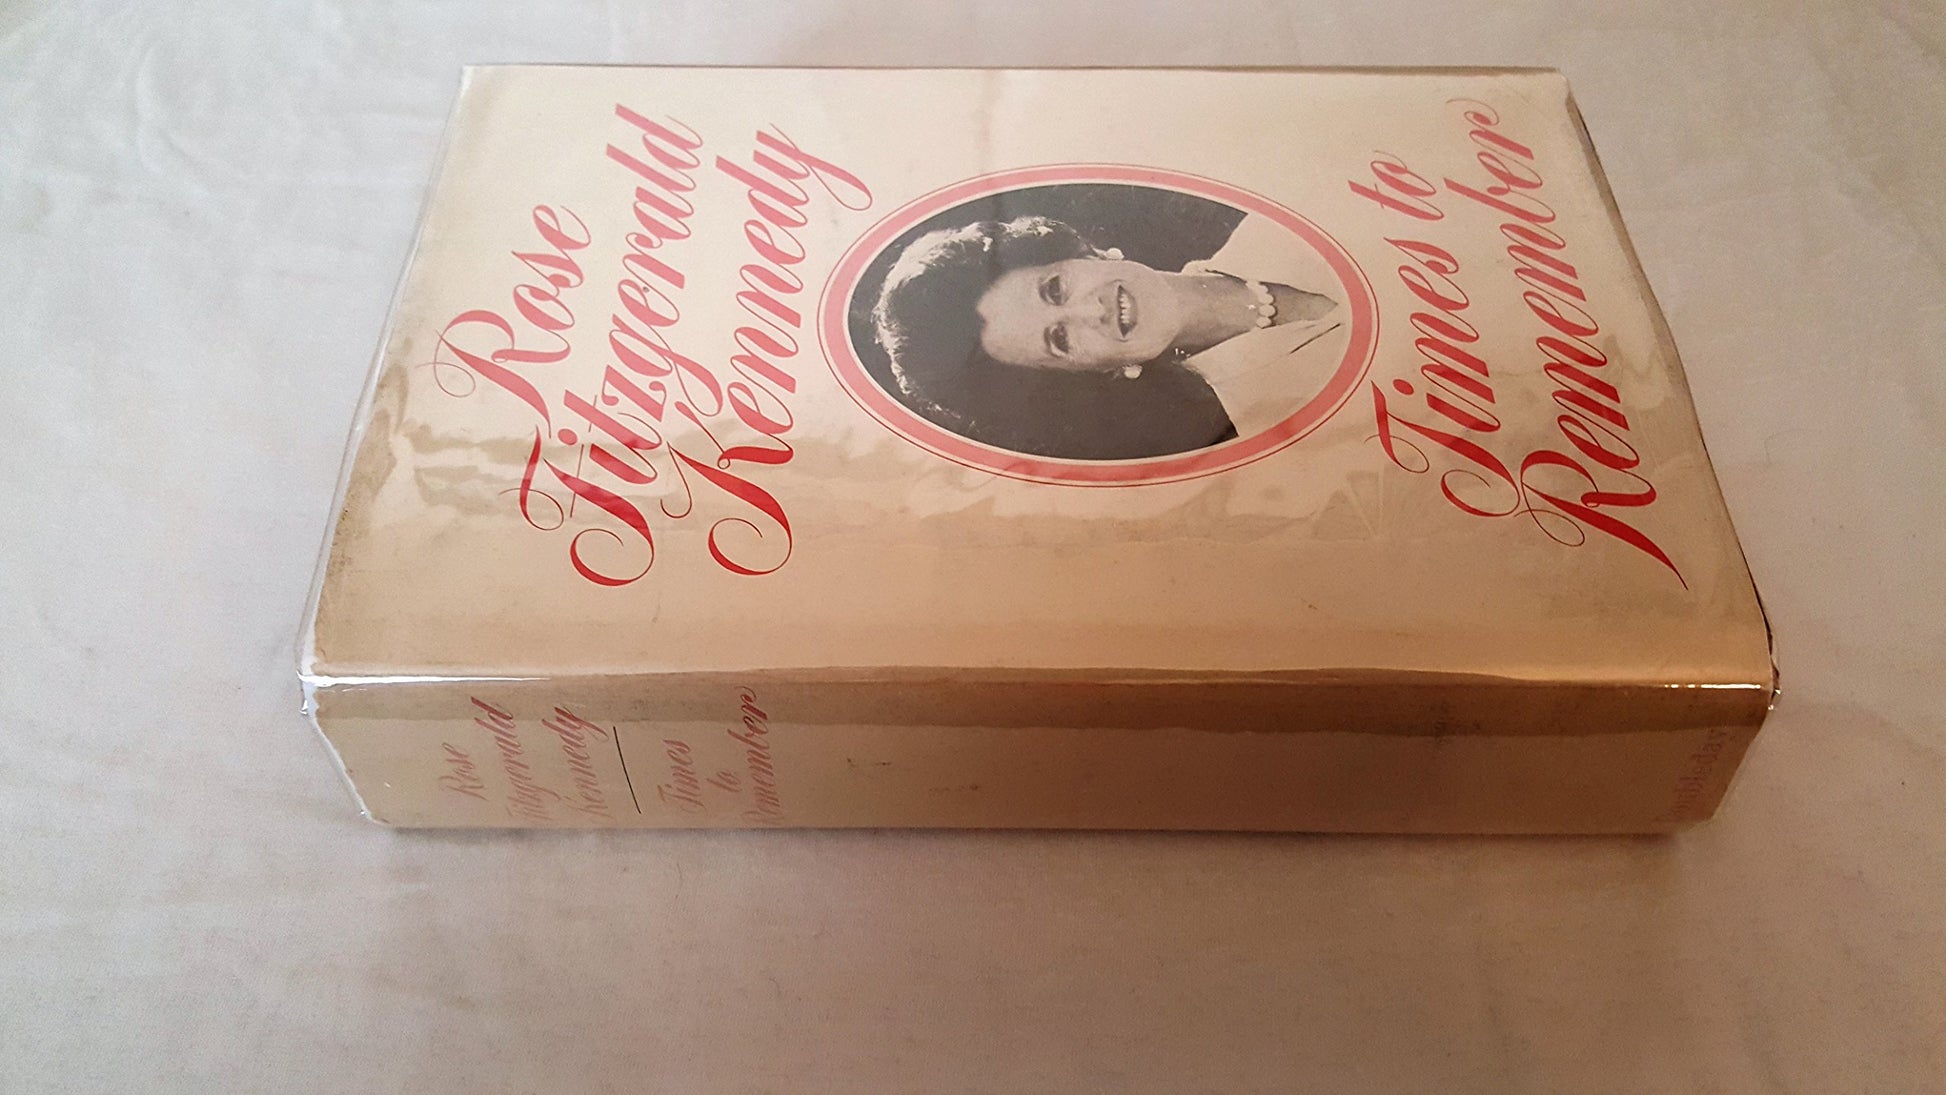 Rose
Fitzgerald
Kennedy
Times to
Remember
Rose
Fitzgerald
Kennedy
Times
to
Remember
Doubleday